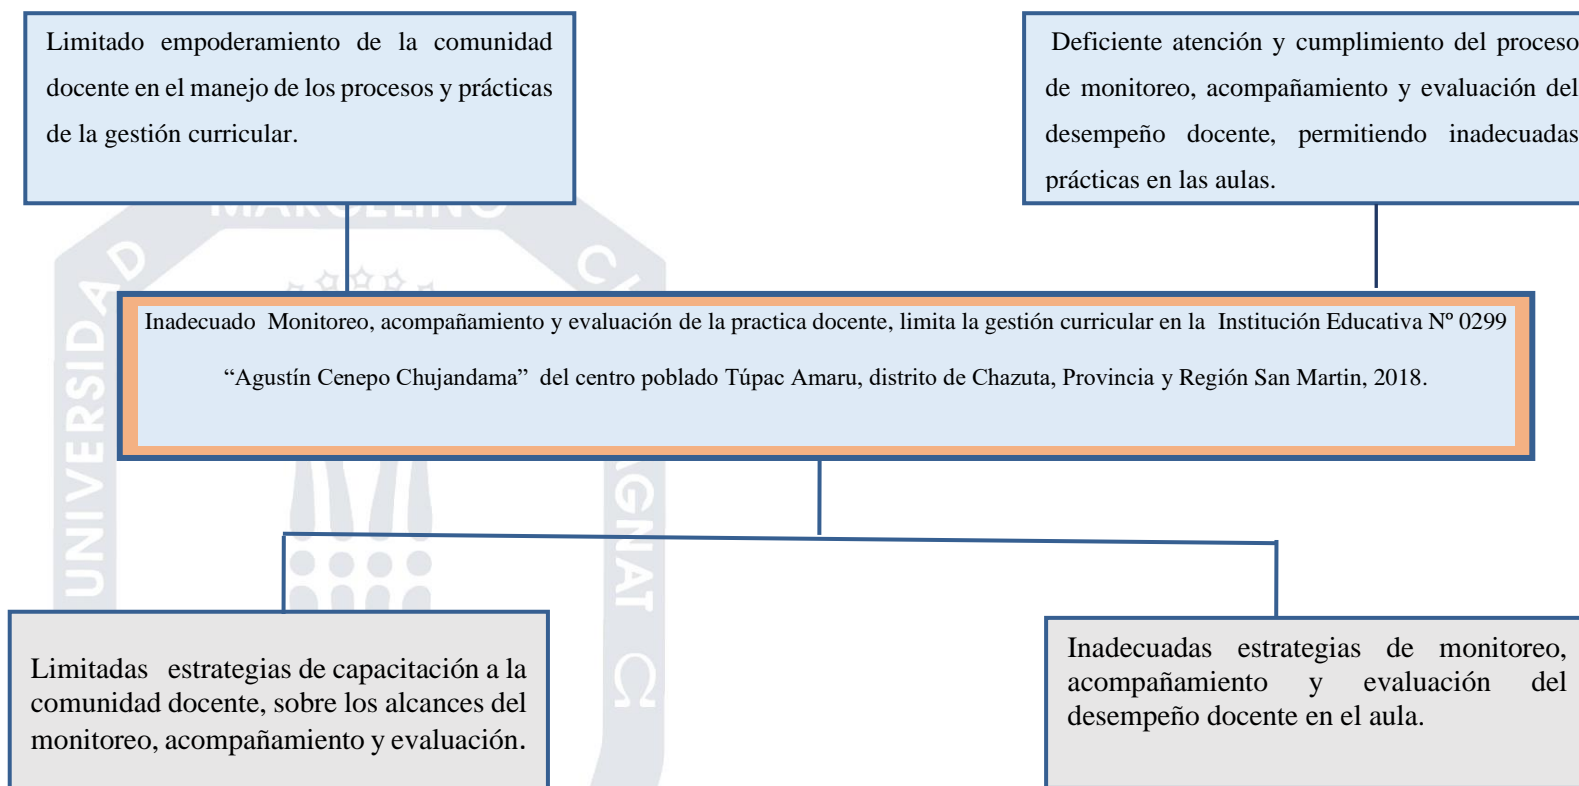 Limitado empoderamiento de la comunidad
docente en el manejo de los procesos y prácticas
de la gestión curricular.
Deficiente atención y cumplimiento del proceso
de monitoreo, acompañamiento y evaluación del
desempeño docente, permitiendo inadecuadas
prácticas en las aulas.
Inadecuado Monitoreo, acompañamiento y evaluación de la practica docente, limita la gestión curricular en la Institución Educativa Nº 0299
“Agustín Cenepo Chujandama” del centro poblado Túpac Amaru, distrito de Chazuta, Provincia y Región San Martin, 2018.
Limitadas estrategias de capacitación a la
comunidad docente, sobre los alcances del
monitoreo, acompañamiento y evaluación.
Inadecuadas estrategias de monitoreo,
acompañamiento y evaluación del
desempeño docente en el aula.
UNIVERSIDAD
MARCELINO
Ω